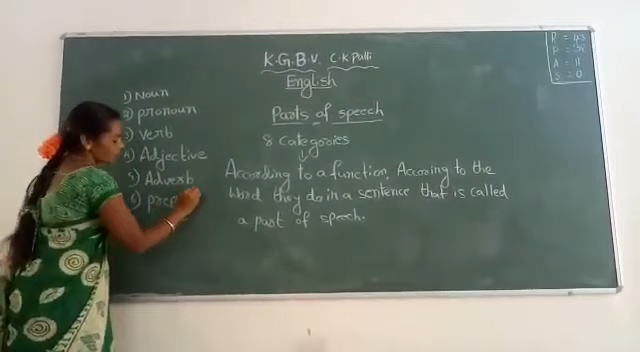 K.G.B.V. C.K Palli
English
Parts of speech
8 Categories
According to a function, According to the
word they do in a sentence that is called
a part of speech.
1) Noun
2) pronoun
3) verb
4) Adjective
5) Adverb
6) prep
A = 11
S = 0